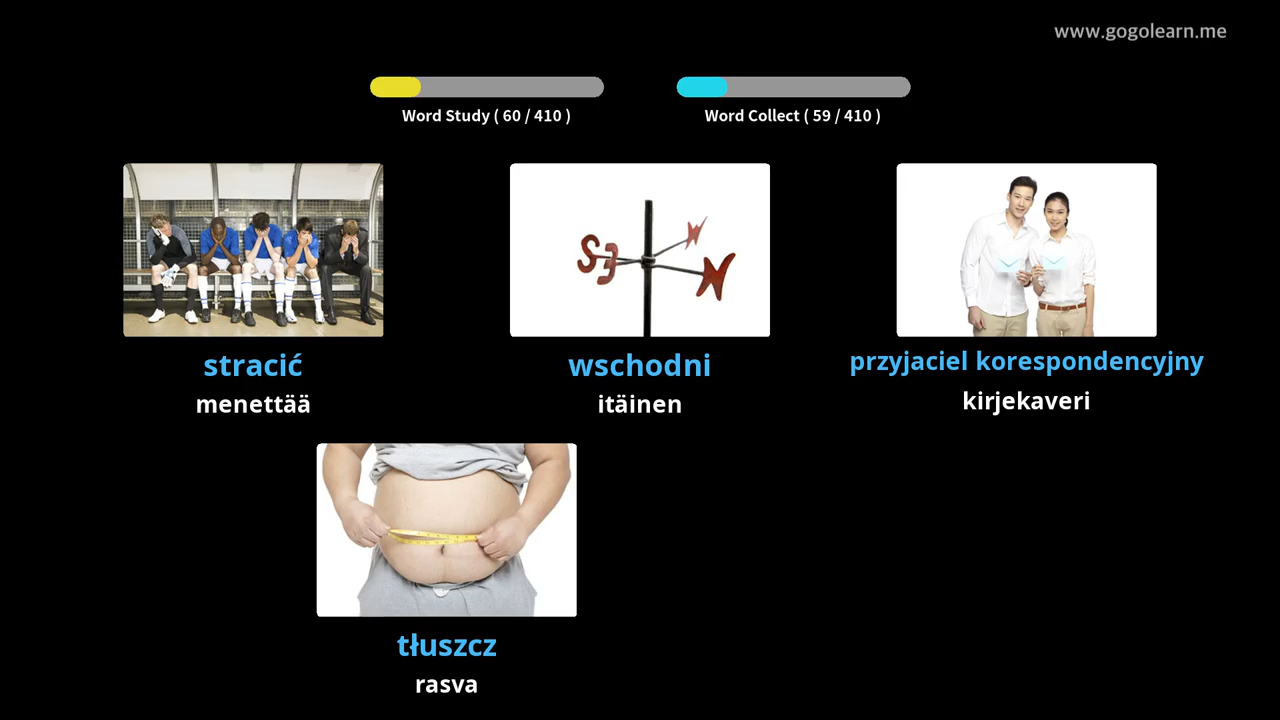 www.gogolearn.me
Word Study ( 60 / 410 )
Word Collect ( 59 / 410 )
S E N W
stracić
menettää
wschodni
itäinen
przyjaciel korespondencyjny
kirjekaveri
tłuszcz
rasva